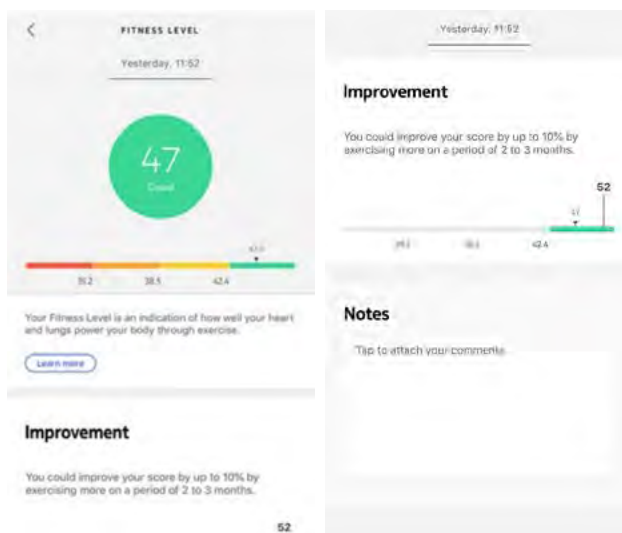 FITNESS LEVEL
Yesterday, 11:52
47
38.5 42.4
Your Fitness Level is an indication of how well your heart
and lungs power your body through exercise.
Learn more
Improvement
You could improve your score by up to 10% by
exercising more on a period of 2 to 3 months.
52
Yesterday, 11:52
Improvement
You could improve your score by up to 10% by
exercising more on a period of 2 to 3 months.
52
42.4
Notes
Tap to attach your comments